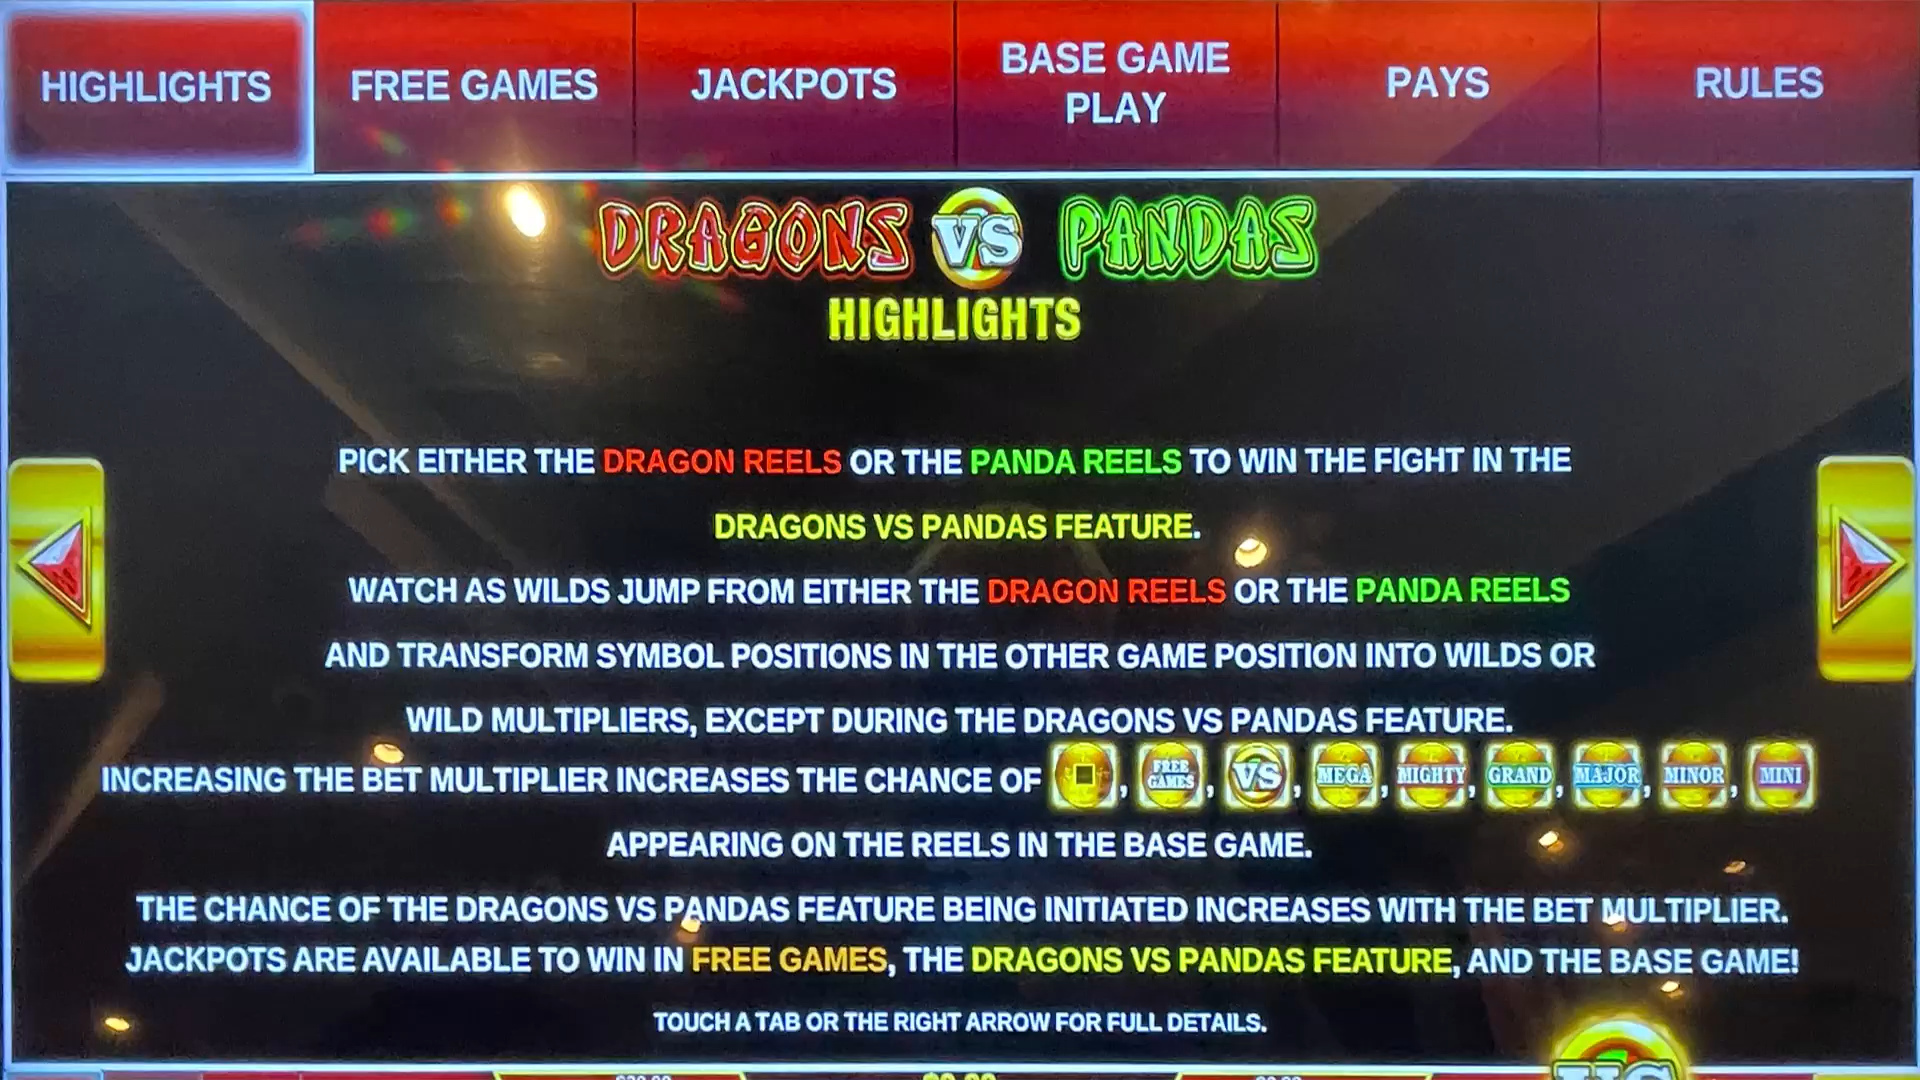 HIGHLIGHTS
FREE GAMES
JACKPOTS
BASE GAME
PLAY
PAYS
RULES
DRAGONS VS PANDAS
HIGHLIGHTS
PICK EITHER THE DRAGON REELS OR THE PANDA REELS TO WIN THE FIGHT IN THE
DRAGONS VS PANDAS FEATURE.
WATCH AS WILDS JUMP FROM EITHER THE DRAGON REELS OR THE PANDA REELS
AND TRANSFORM SYMBOL POSITIONS IN THE OTHER GAME POSITION INTO WILDS OR
WILD MULTIPLIERS, EXCEPT DURING THE DRAGONS VS PANDAS FEATURE.
INCREASING THE BET MULTIPLIER INCREASES THE CHANCE OF , FREE GAMES, VS, MEGA, MIGHTY, GRAND, MAJOR, MINOR, MINI
APPEARING ON THE REELS IN THE BASE GAME.
THE CHANCE OF THE DRAGONS VS PANDAS FEATURE BEING INITIATED INCREASES WITH THE BET MULTIPLIER.
JACKPOTS ARE AVAILABLE TO WIN IN FREE GAMES, THE DRAGONS VS PANDAS FEATURE, AND THE BASE GAME!
TOUCH A TAB OR THE RIGHT ARROW FOR FULL DETAILS.
VS